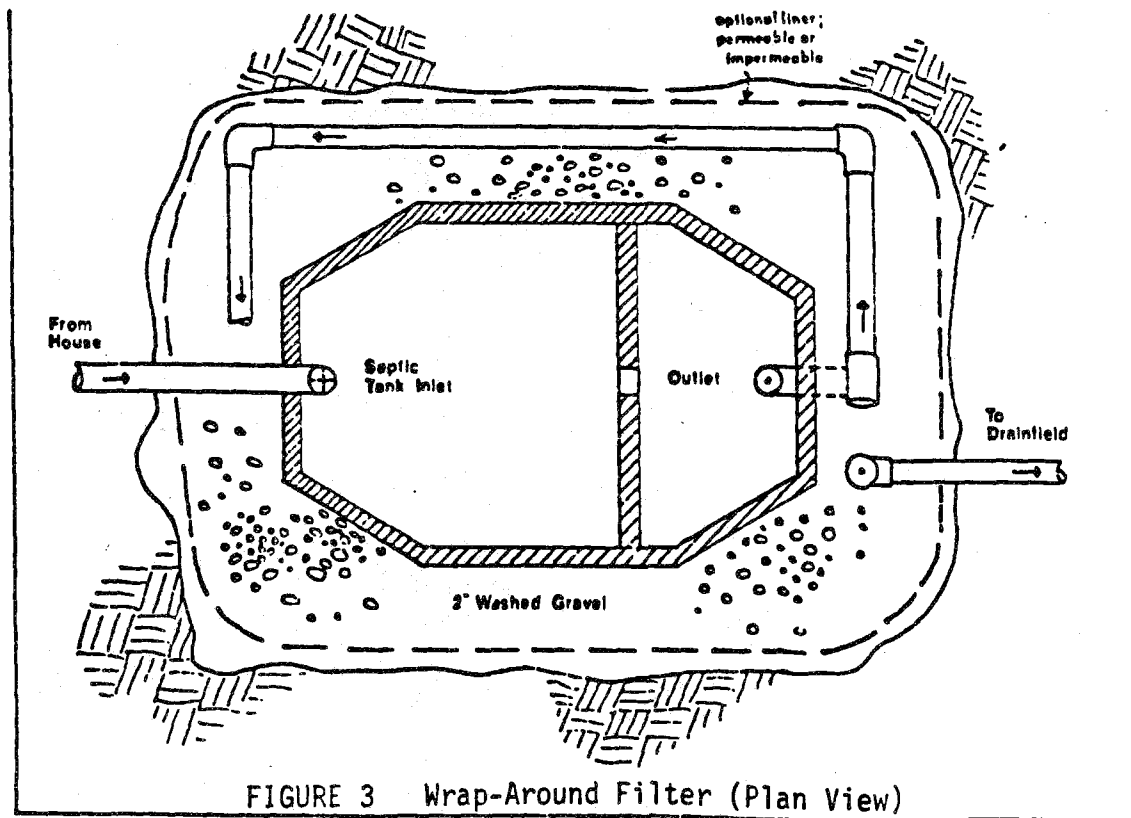 optional liner;
permeable or
impermeable
From
House
Septic
Tank Inlet
Outlet
To
Drainfield
2" Washed Gravel
FIGURE 3 Wrap-Around Filter (Plan View)